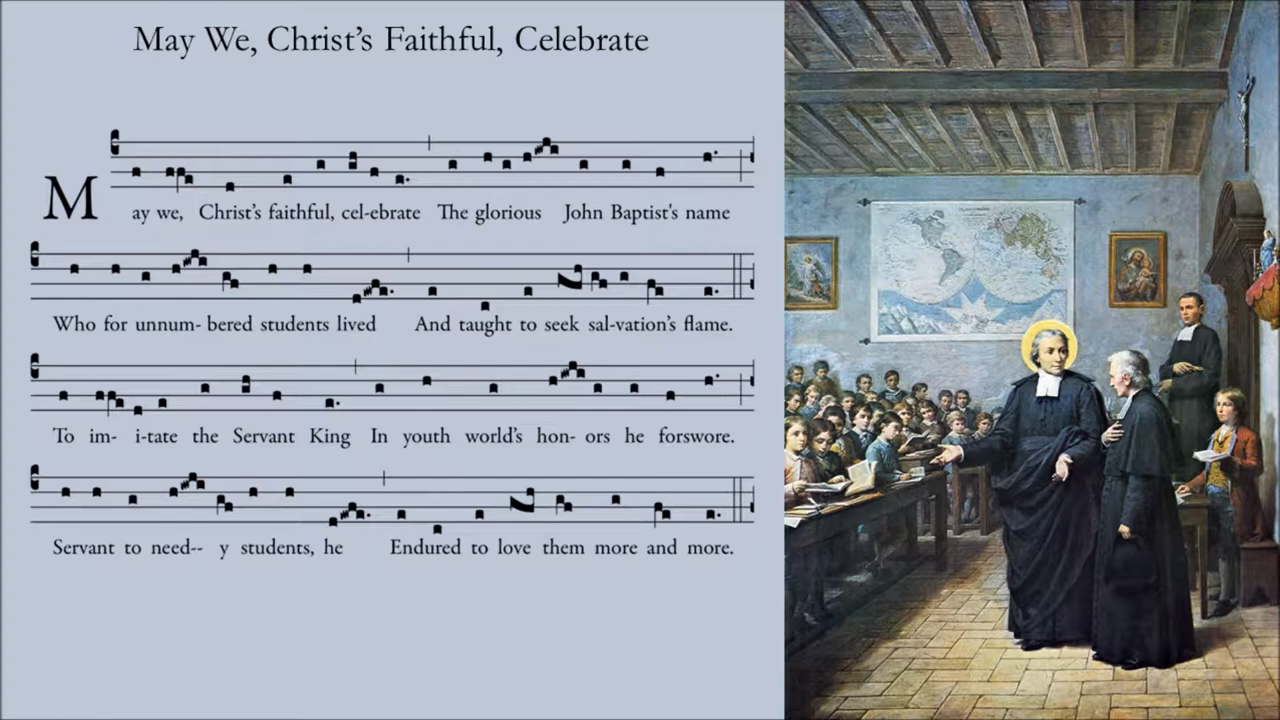 May We, Christ's Faithful, Celebrate
May we, Christ's faithful, cel-ebrate The glorious John Baptist's name
Who for unnum- bered students lived And taught to seek sal-vation's flame.
To im- i-tate the Servant King In youth world's hon- ors he forswore.
Servant to need-- y students, he Endured to love them more and more.